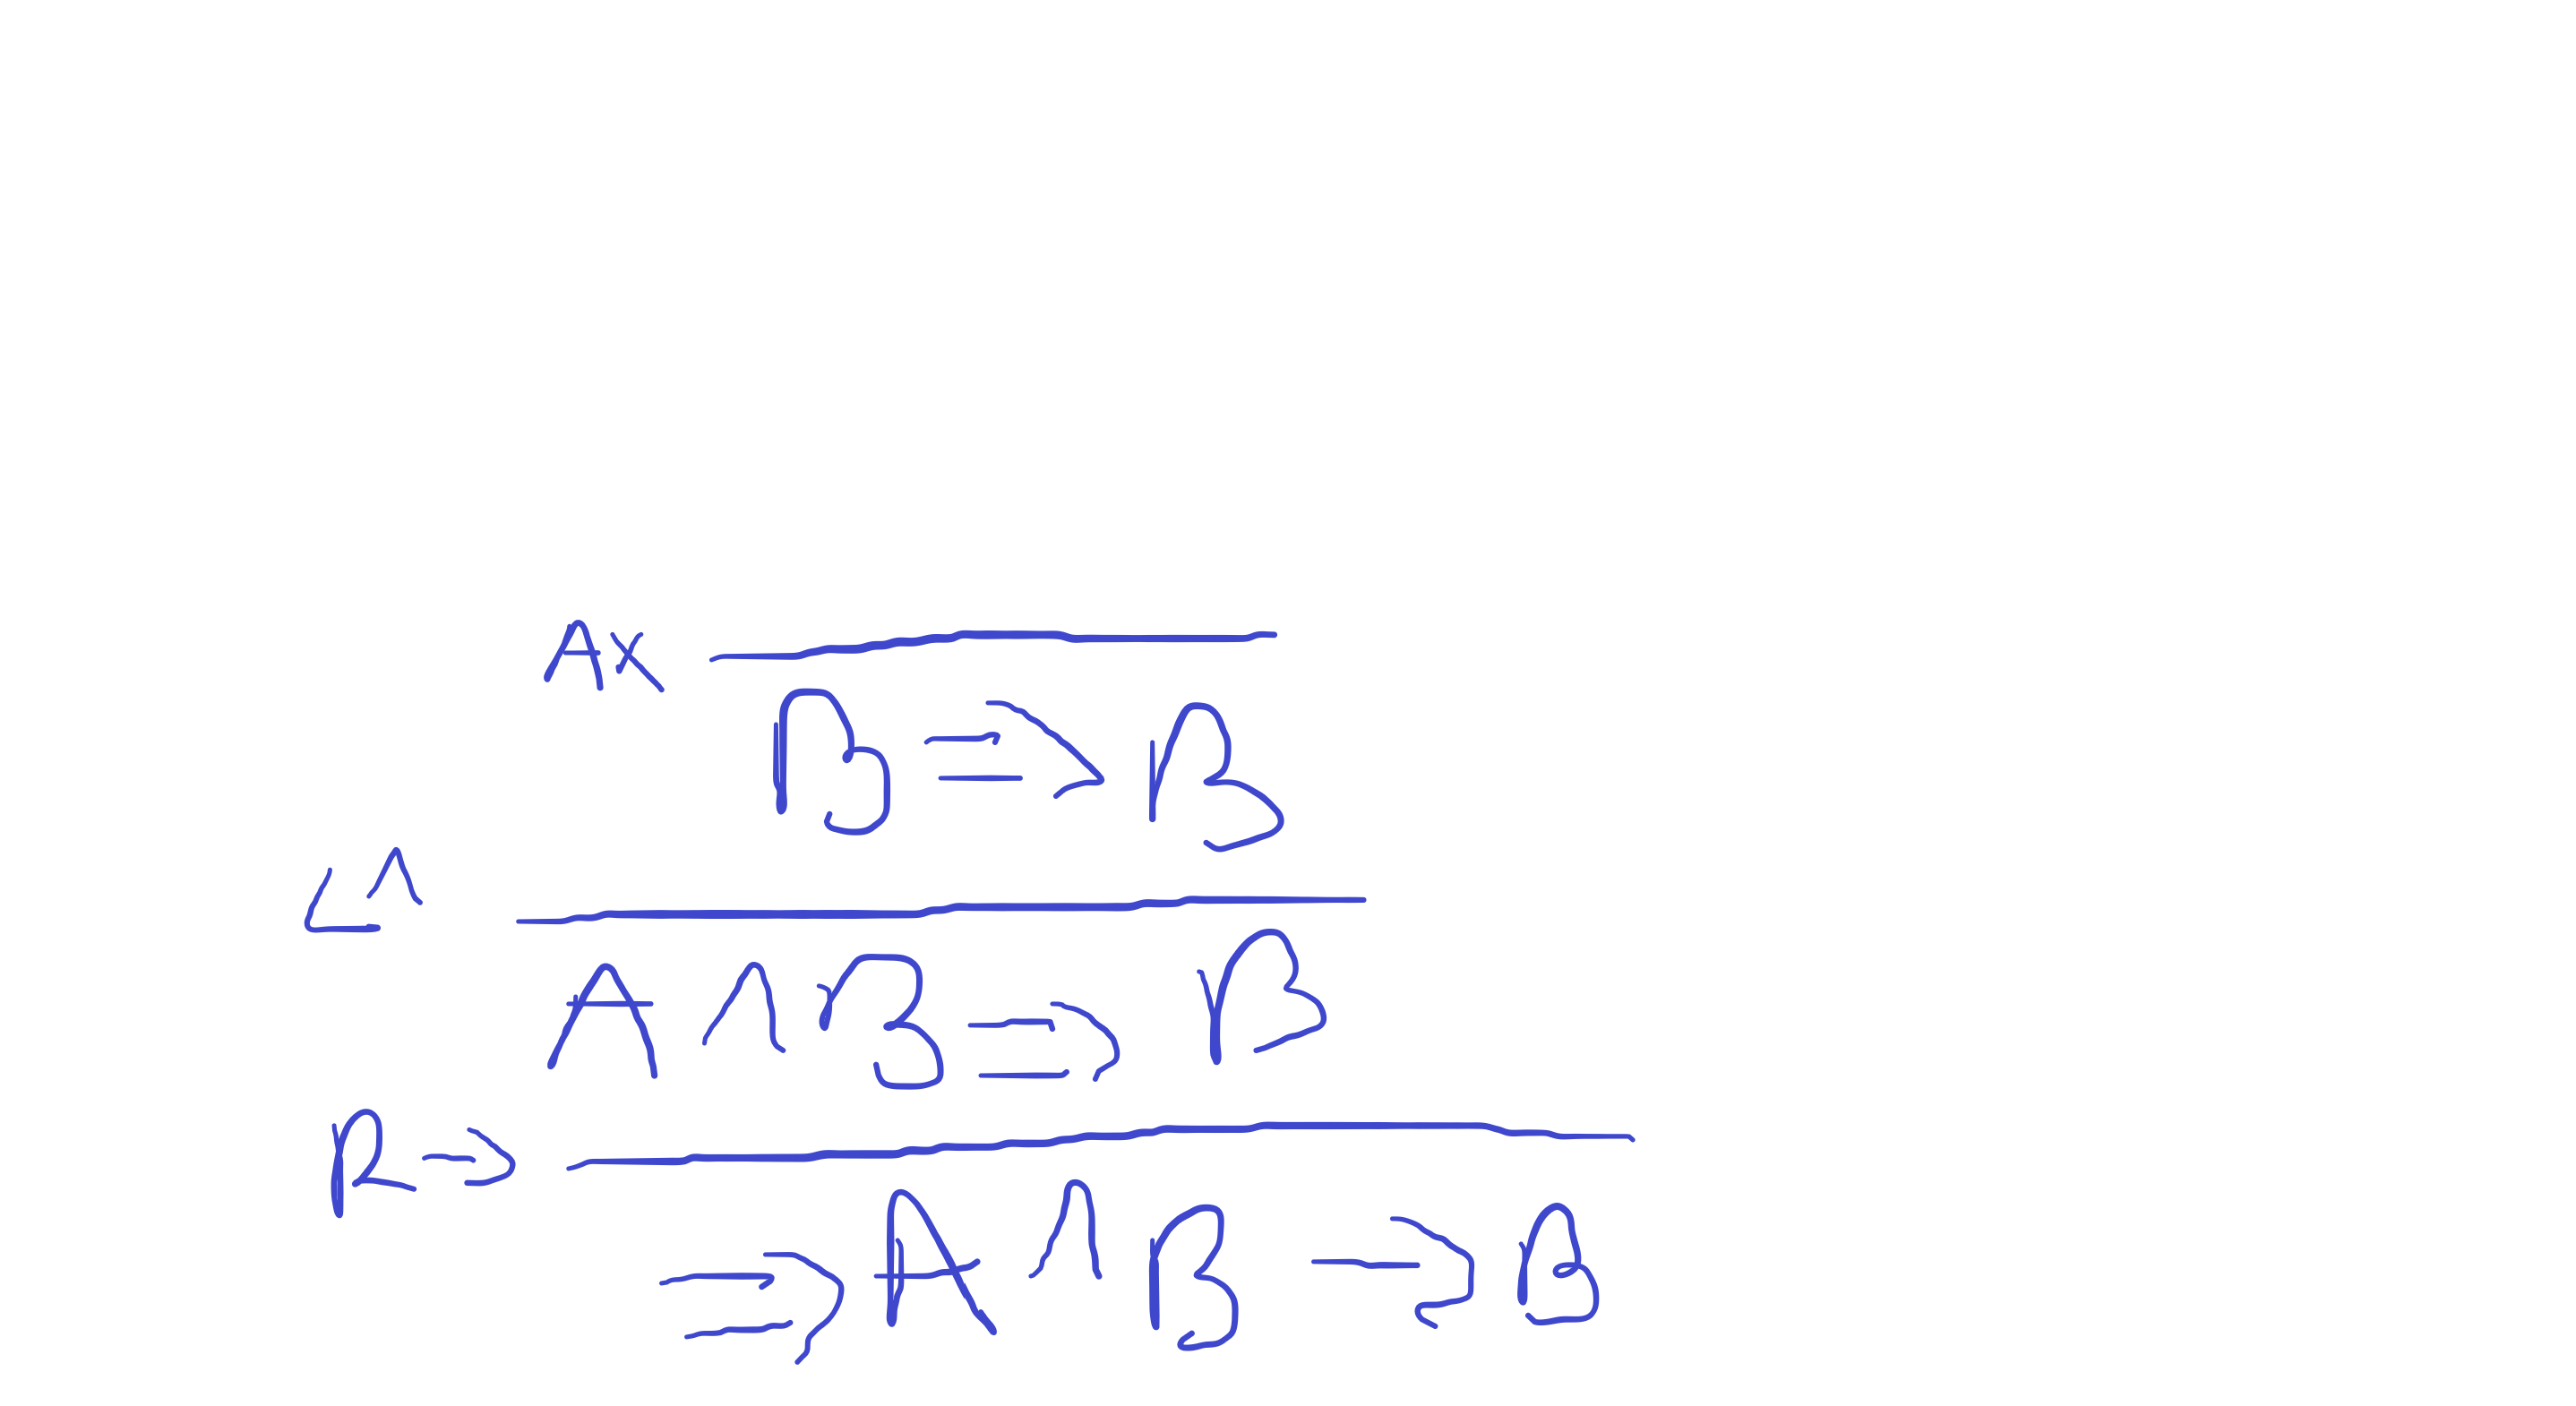 Ax
B ⇒ B
L∧
A ∧ B ⇒ B
R→
⇒ A ∧ B → B